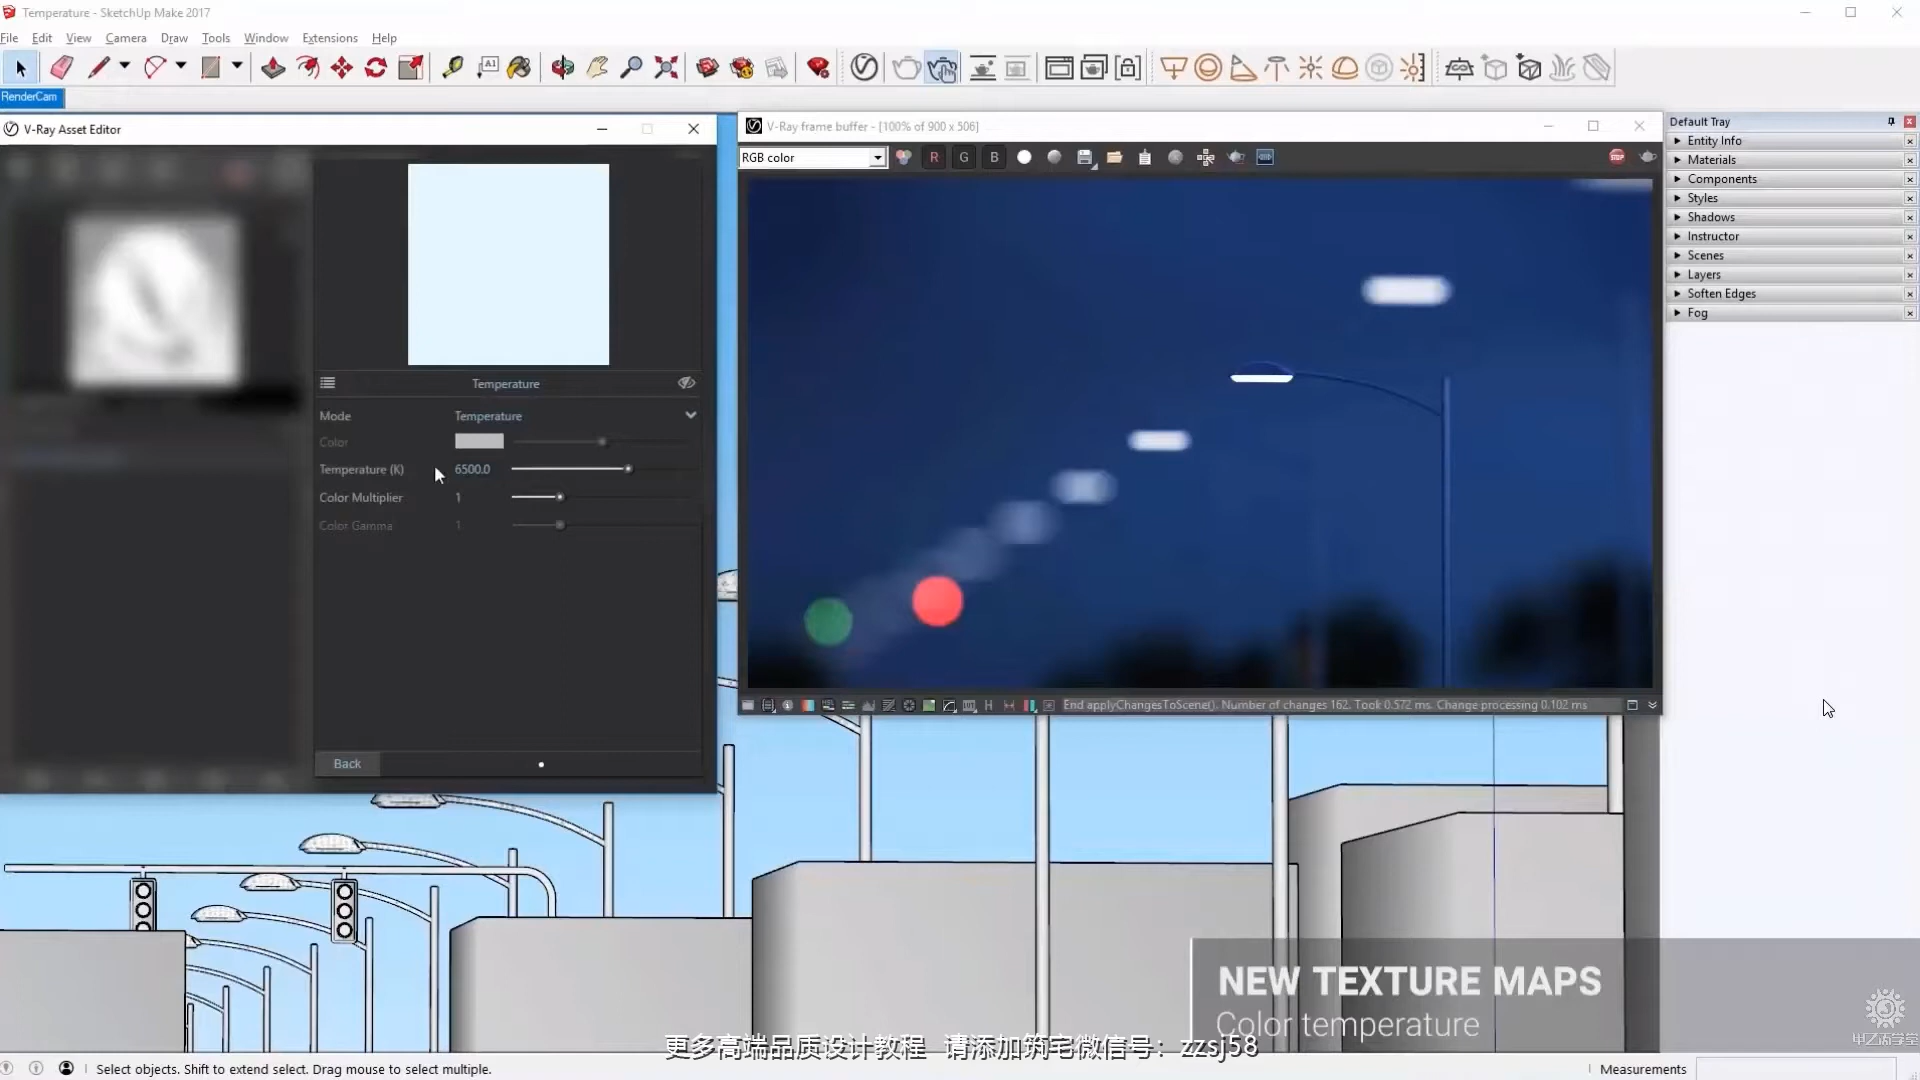 Temperature - SketchUp Make 2017
File Edit View Camera Draw Tools Window Extensions Help
RenderCam
V-Ray Asset Editor
Temperature
Mode Temperature
Color
Temperature (K) 6500.0
Color Multiplier 1
Color Gamma 1
Back
V-Ray frame buffer - [100% of 900 x 506]
RGB color
R G B
End applyChangesToScene(). Number of changes 162. Took 0.572 ms. Change processing 0.102 ms
Default Tray
Entity Info
Materials
Components
Styles
Shadows
Instructor
Scenes
Layers
Soften Edges
Fog
NEW TEXTURE MAPS
Color temperature
更多高端品质设计教程 请添加筑宅微信号：zzsj58
Select objects. Shift to extend select. Drag mouse to select multiple.
Measurements